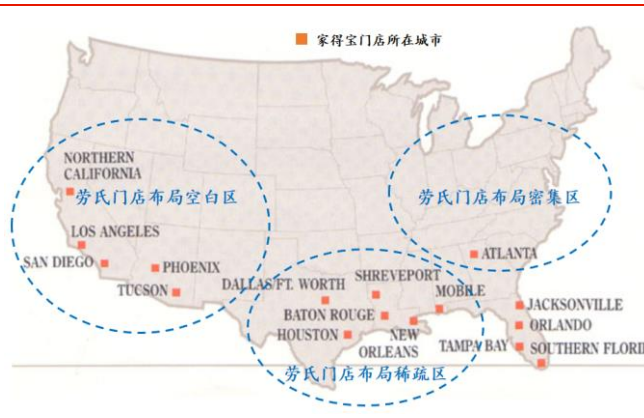 家得宝门店所在城市
NORTHERN
CALIFORNIA
劳氏门店布局空白区
劳氏门店布局密集区
LOS ANGELES
SAN DIEGO
PHOENIX
TUCSON
ATLANTA
SHREVEPORT
DALLAS/FT. WORTH
MOBILE
BATON ROUGE
HOUSTON
NEW
ORLEANS
JACKSONVILLE
ORLANDO
TAMPA BAY
SOUTHERN FLORI
劳氏门店布局稀疏区